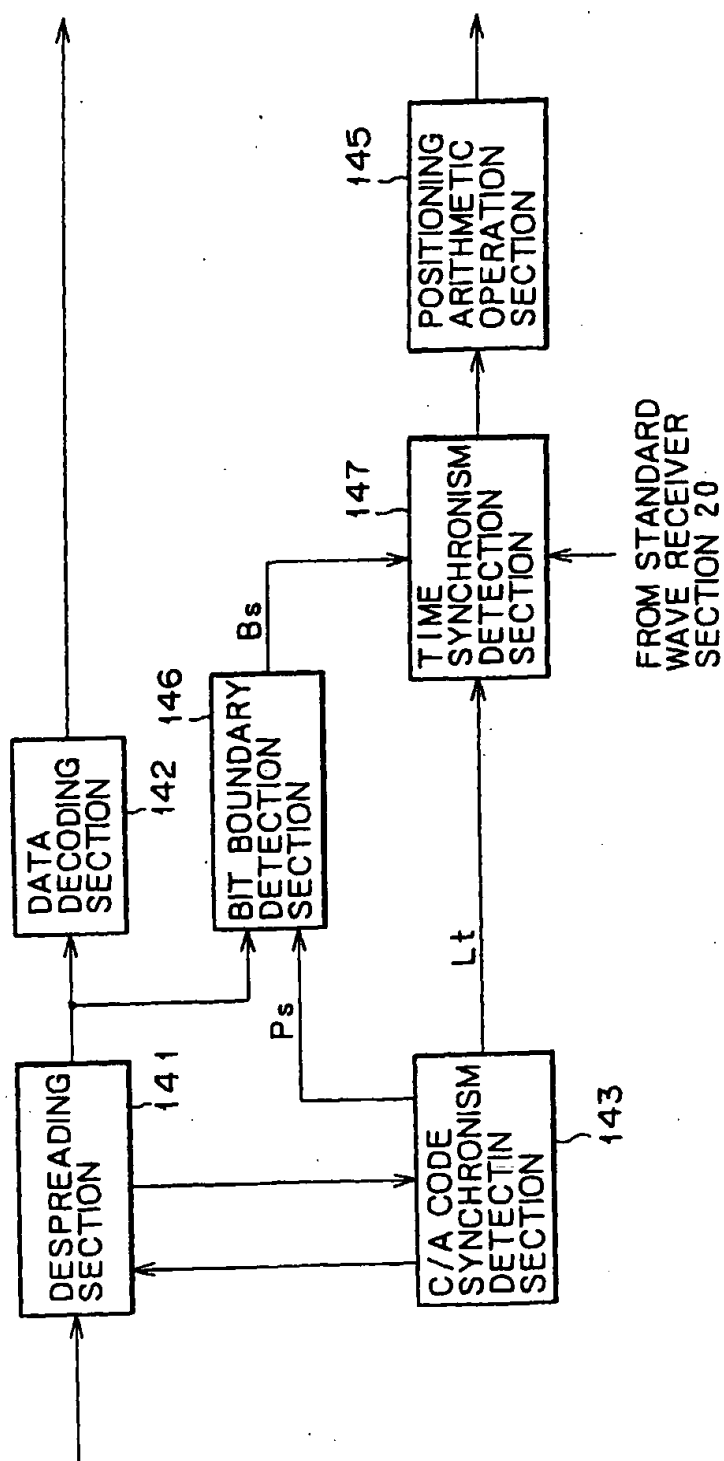 DESPREADING
SECTION
141
DATA
DECODING
SECTION
142
C/A CODE
SYNCHRONISM
DETECTIN
SECTION
143
Ps
BIT BOUNDARY
DETECTION
SECTION
146
Bs
Lt
TIME
SYNCHRONISM
DETECTION
SECTION
147
FROM STANDARD
WAVE RECEIVER
SECTION 20
POSITIONING
ARITHMETIC
OPERATION
SECTION
145